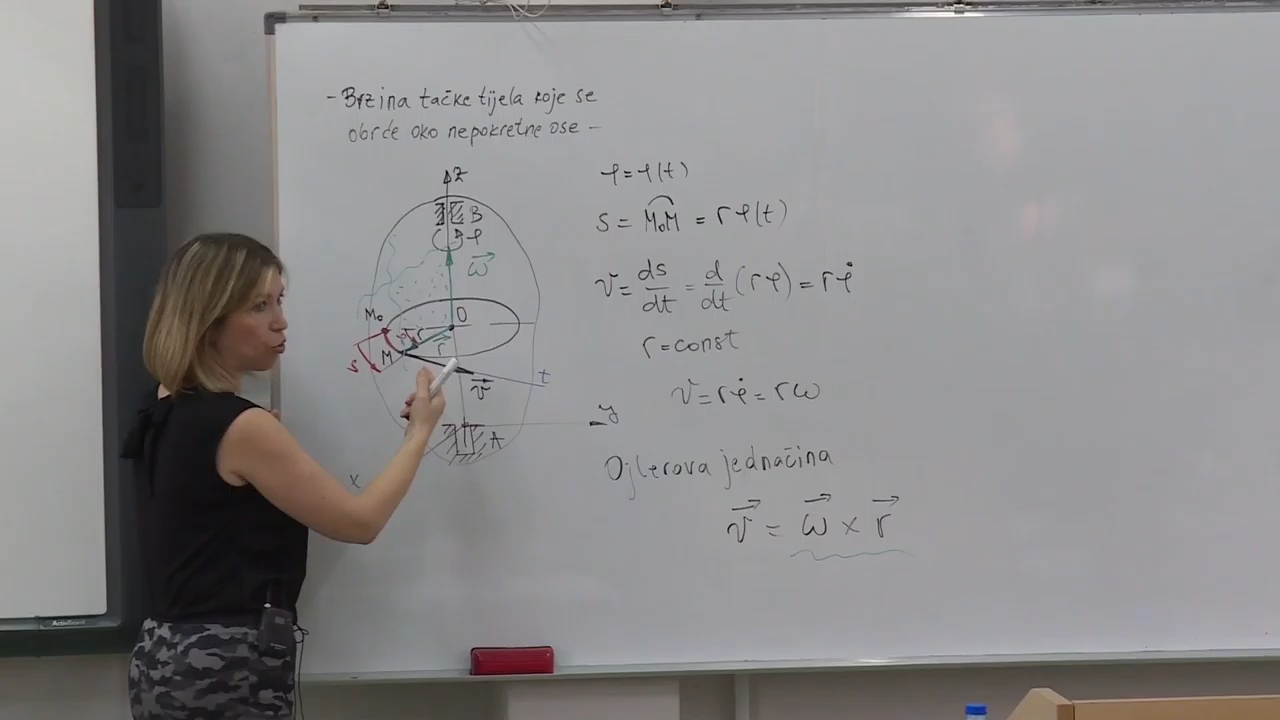 - Brzina tačke tijela koje se
obrće oko nepokretne ose -
z
B
φ
ω⃗
M₀
O
r
r⃗
M
s
v⃗
t
y
A
x
φ = φ(t)
s = M₀M = rφ(t)
v = ds/dt = d/dt (rφ) = rφ̇
r = const
v = rφ̇ = rω
Ojlerova jednačina
v⃗ = ω⃗ × r⃗